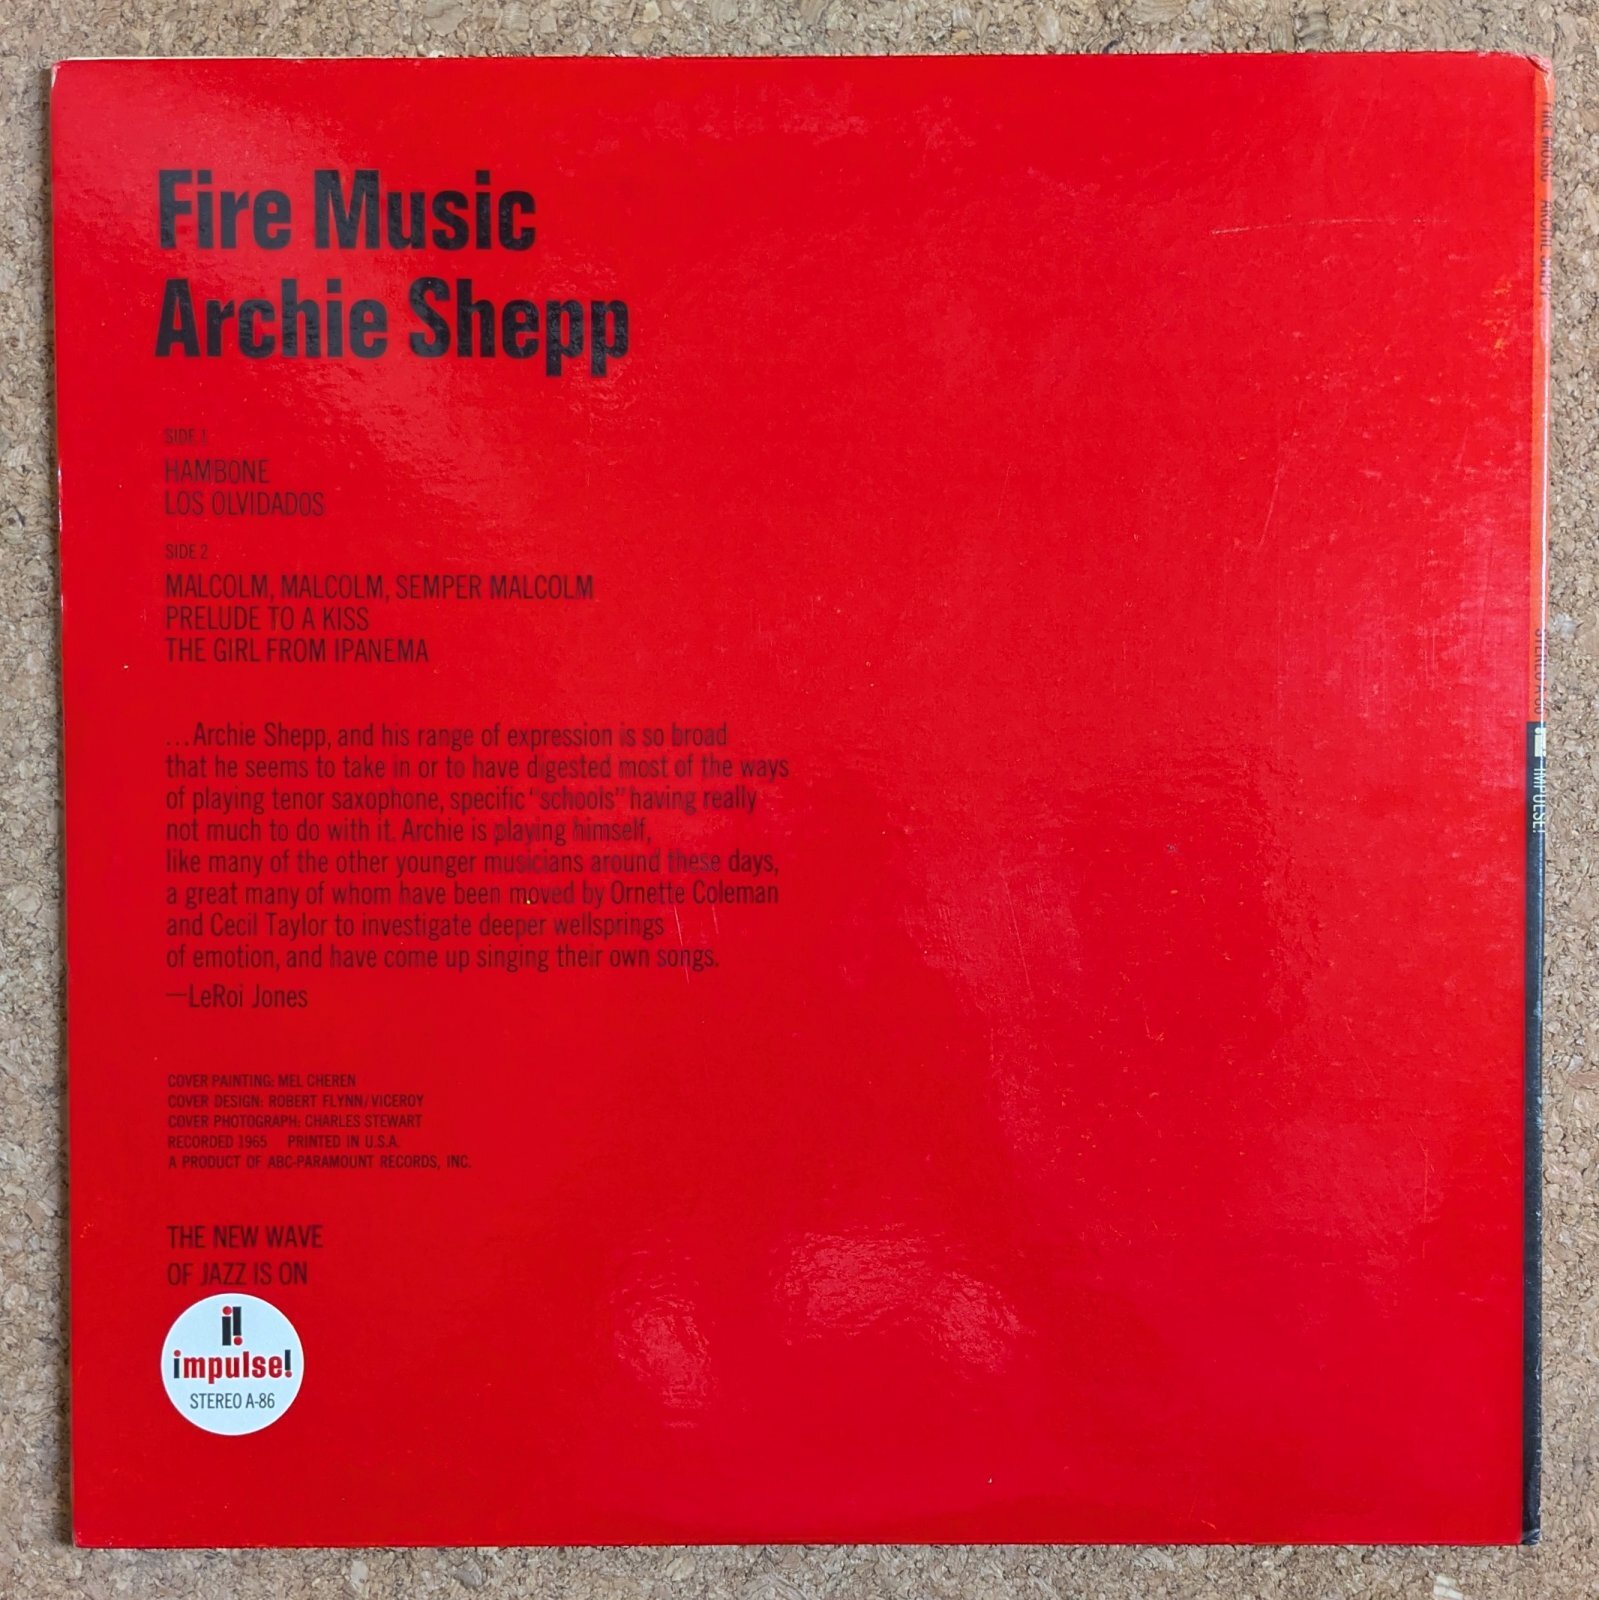 Fire Music
Archie Shepp
SIDE 1
HAMBONE
LOS OLVIDADOS
SIDE 2
MALCOLM, MALCOLM, SEMPER MALCOLM
PRELUDE TO A KISS
THE GIRL FROM IPANEMA
...Archie Shepp, and his range of expression is so broad
that he seems to take in or to have digested most of the ways
of playing tenor saxophone, specific "schools" having really
not much to do with it. Archie is playing himself,
like many of the other younger musicians around these days,
a great many of whom have been moved by Ornette Coleman
and Cecil Taylor to investigate deeper wellsprings
of emotion, and have come up singing their own songs.
—LeRoi Jones
COVER PAINTING: MEL CHEREN
COVER DESIGN: ROBERT FLYNN/VICEROY
COVER PHOTOGRAPH: CHARLES STEWART
RECORDED 1965 PRINTED IN U.S.A.
A PRODUCT OF ABC-PARAMOUNT RECORDS, INC.
THE NEW WAVE
OF JAZZ IS ON
i!
impulse!
STEREO A-86
FIRE MUSIC ARCHIE SHEPP
STEREO A-86
IMPULSE!